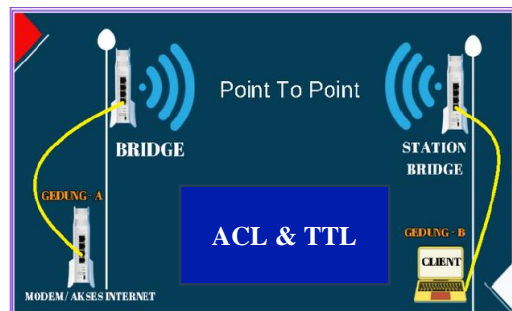 Point To Point
BRIDGE
STATION
BRIDGE
GEDUNG - A
ACL & TTL
GEDUNG - B
CLIENT
MODEM/ AKSES INTERNET